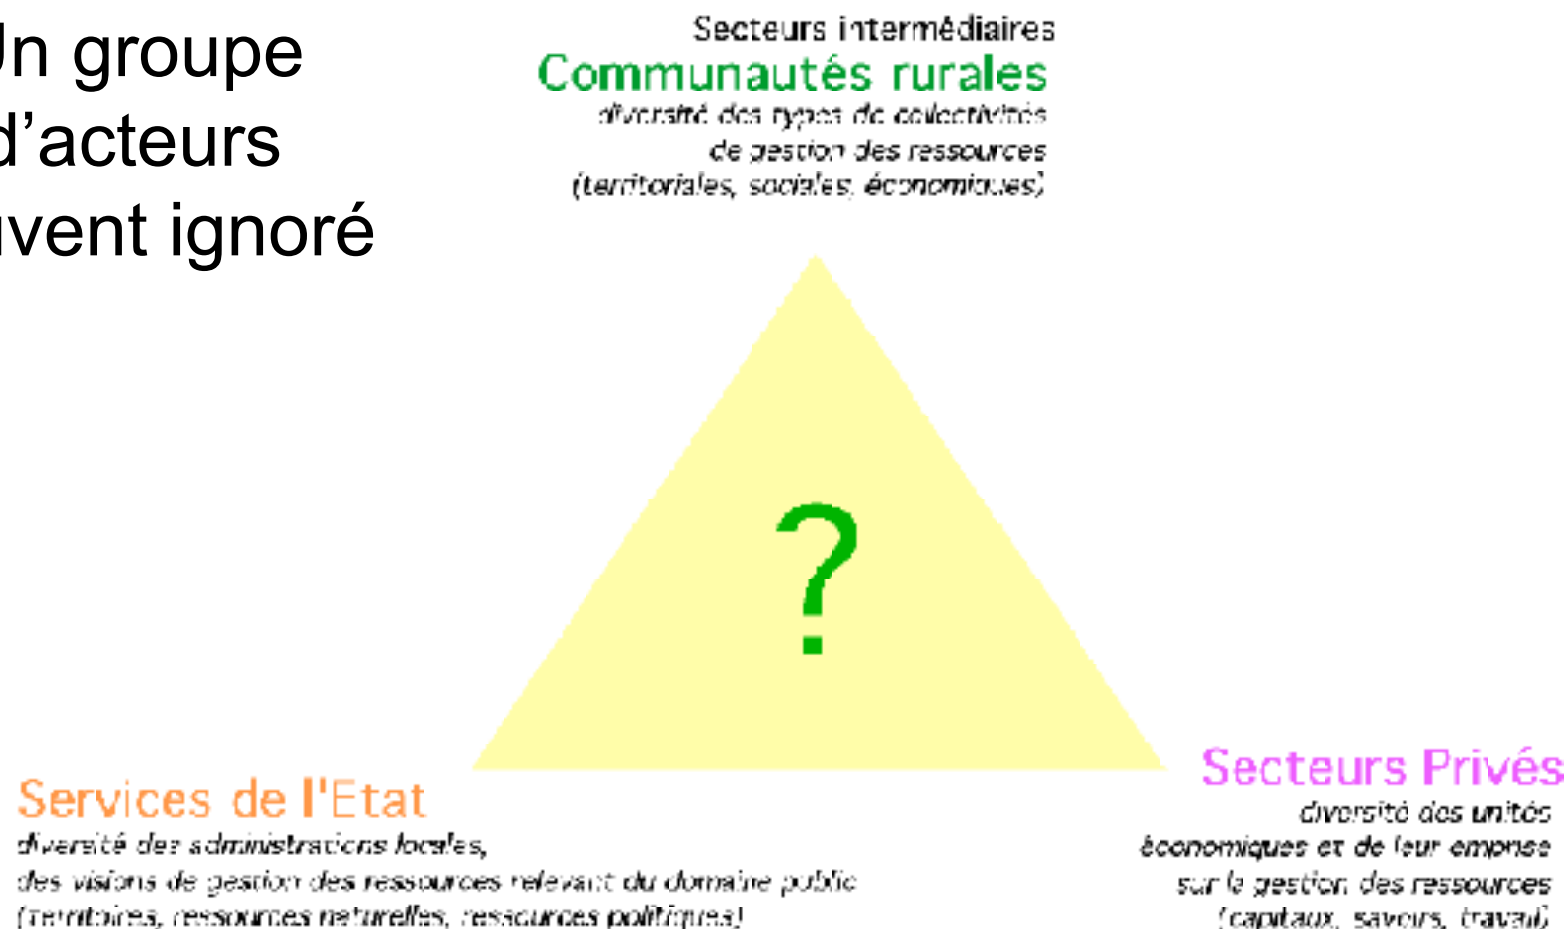 Un groupe
d’acteurs
uvent ignoré
Secteurs intermédiaires
Communautés rurales
diversité des types de collectivités
de gestion des ressources
(territoriales, sociales, économiques)
?
Services de l'Etat
diversité des administrations locales,
des visions de gestion des ressources relevant du domaine public
(territoires, ressources naturelles, ressources politiques)
Secteurs Privés
diversité des unités
économiques et de leur emprise
sur la gestion des ressources
(capitaux, savoirs, travail)